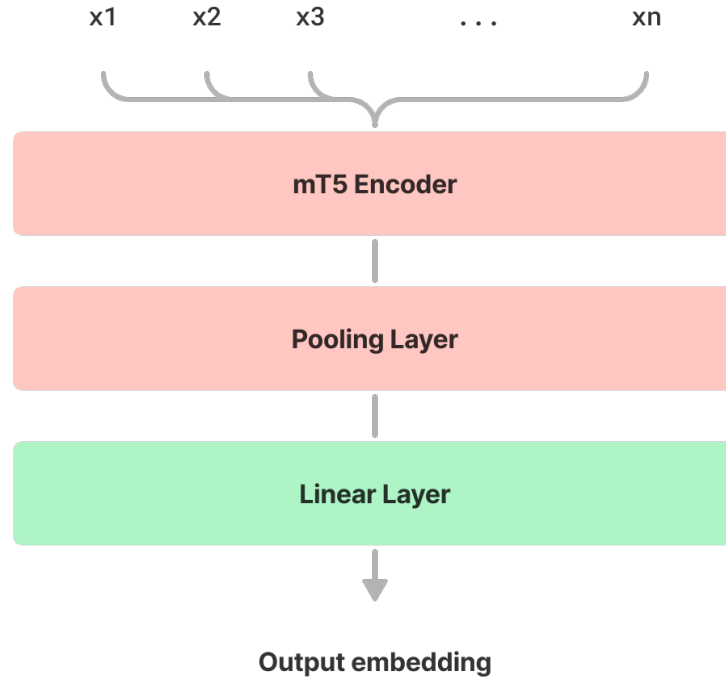 x1 x2 x3 ... xn
mT5 Encoder
Pooling Layer
Linear Layer
Output embedding